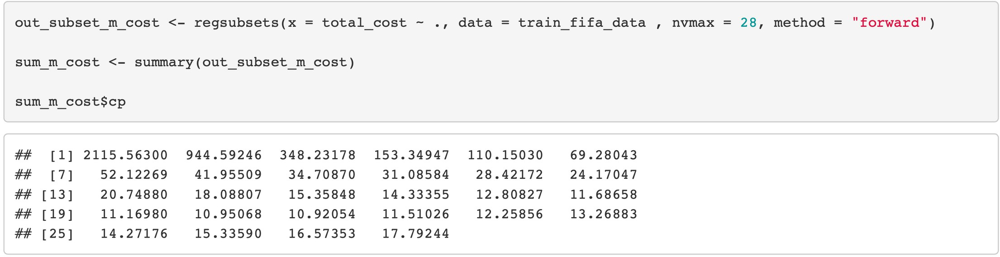 out_subset_m_cost <- regsubsets(x = total_cost ~ ., data = train_fifa_data , nvmax = 28, method = "forward")
sum_m_cost <- summary(out_subset_m_cost)
sum_m_cost$cp
##  [1] 2115.56300  944.59246  348.23178  153.34947  110.15030   69.28043
##  [7]   52.12269   41.95509   34.70870   31.08584   28.42172   24.17047
## [13]   20.74880   18.08807   15.35848   14.33355   12.80827   11.68658
## [19]   11.16980   10.95068   10.92054   11.51026   12.25856   13.26883
## [25]   14.27176   15.33590   16.57353   17.79244